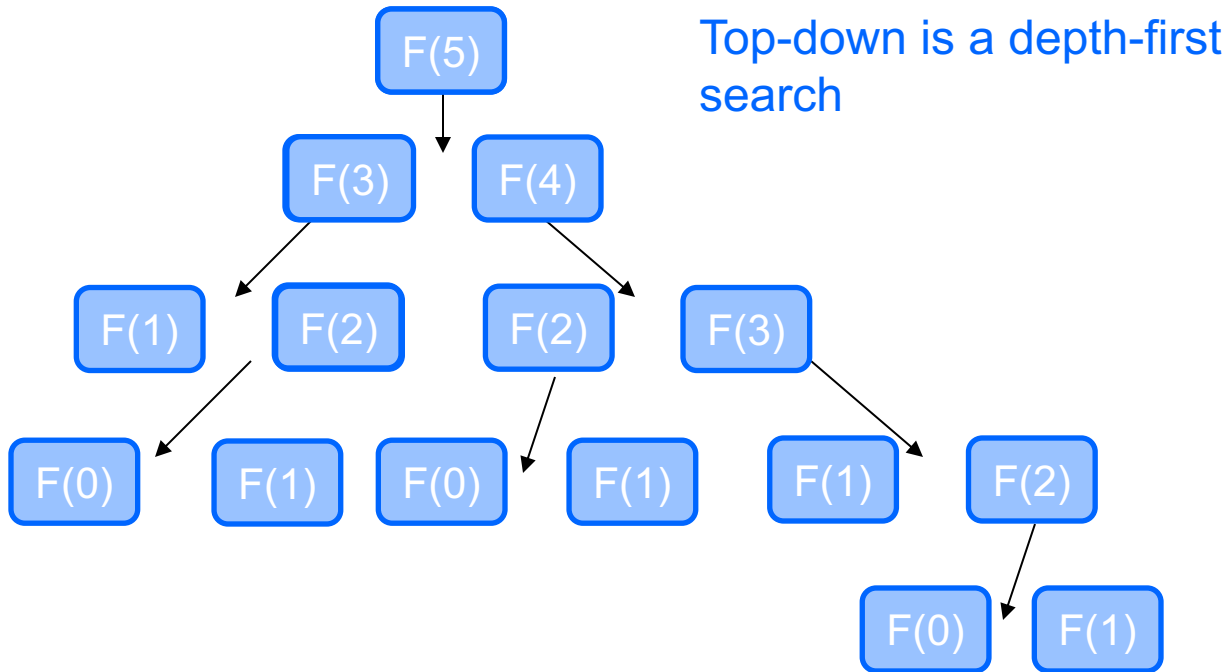 F(5)
Top-down is a depth-first
search
F(3) F(4)
F(1) F(2) F(2) F(3)
F(0) F(1) F(0) F(1) F(1) F(2)
F(0) F(1)